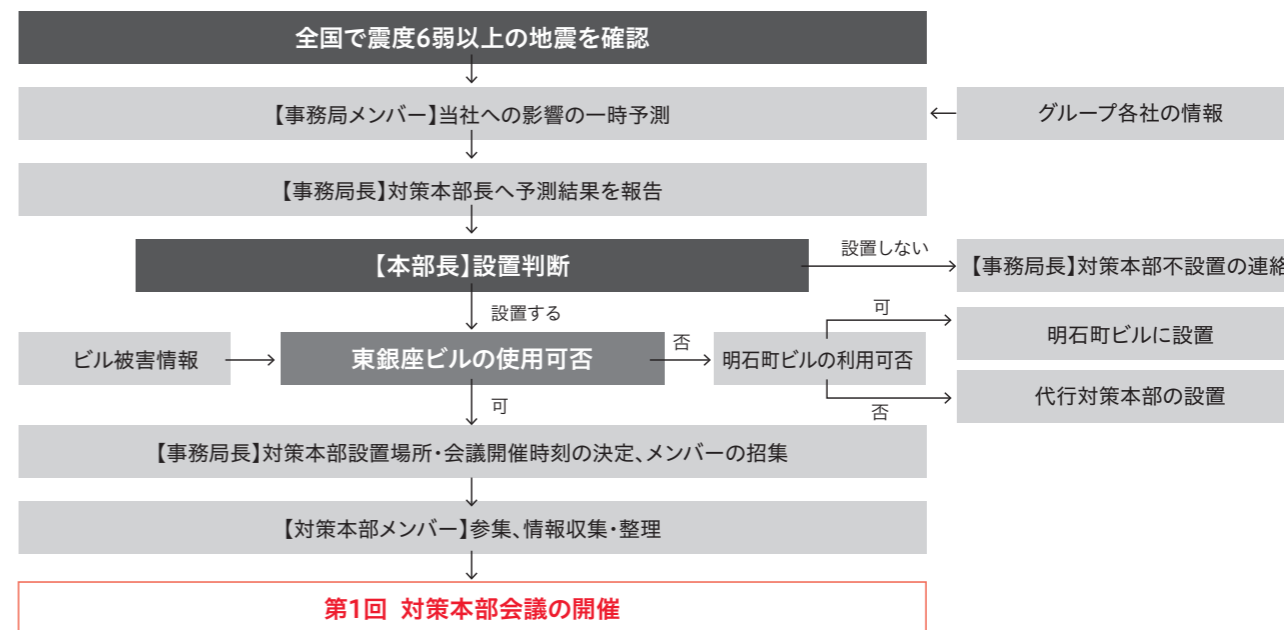 全国で震度6弱以上の地震を確認
【事務局メンバー】当社への影響の一時予測
グループ各社の情報
【事務局長】対策本部長へ予測結果を報告
【本部長】設置判断
設置しない
【事務局長】対策本部不設置の連絡
設置する
ビル被害情報
東銀座ビルの使用可否
否
明石町ビルの利用可否
可
明石町ビルに設置
否
代行対策本部の設置
可
【事務局長】対策本部設置場所・会議開催時刻の決定、メンバーの招集
【対策本部メンバー】参集、情報収集・整理
第1回 対策本部会議の開催